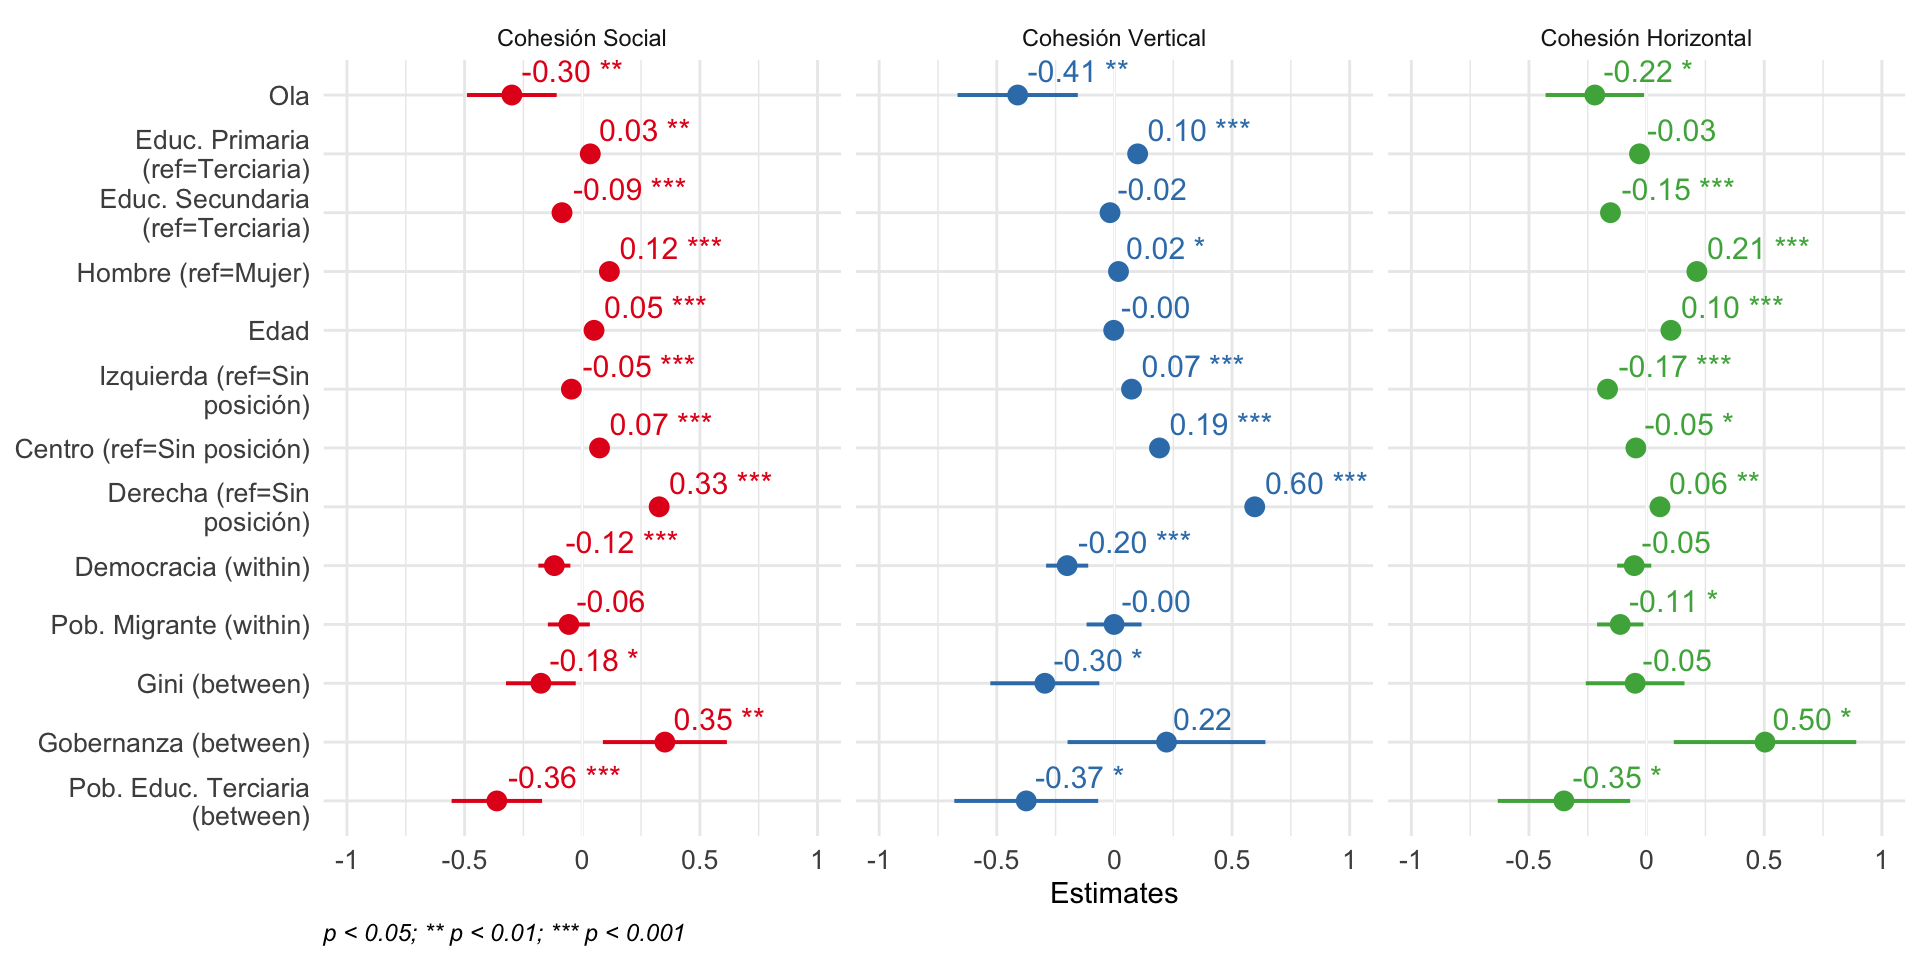 Cohesión Social Cohesión Vertical Cohesión Horizontal
Ola -0.30 ** -0.41 ** -0.22 *
Educ. Primaria
(ref=Terciaria) 0.03 ** 0.10 *** -0.03
Educ. Secundaria
(ref=Terciaria) -0.09 *** -0.02 -0.15 ***
Hombre (ref=Mujer) 0.12 *** 0.02 * 0.21 ***
Edad 0.05 *** -0.00 0.10 ***
Izquierda (ref=Sin
posición) -0.05 *** 0.07 *** -0.17 ***
Centro (ref=Sin posición) 0.07 *** 0.19 *** -0.05 *
Derecha (ref=Sin
posición) 0.33 *** 0.60 *** 0.06 **
Democracia (within) -0.12 *** -0.20 *** -0.05
Pob. Migrante (within) -0.06 -0.00 -0.11 *
Gini (between) -0.18 * -0.30 * -0.05
Gobernanza (between) 0.35 ** 0.22 0.50 *
Pob. Educ. Terciaria
(between) -0.36 *** -0.37 * -0.35 *
-1 -0.5 0 0.5 1 -1 -0.5 0 0.5 1 -1 -0.5 0 0.5 1
Estimates
p < 0.05; ** p < 0.01; *** p < 0.001